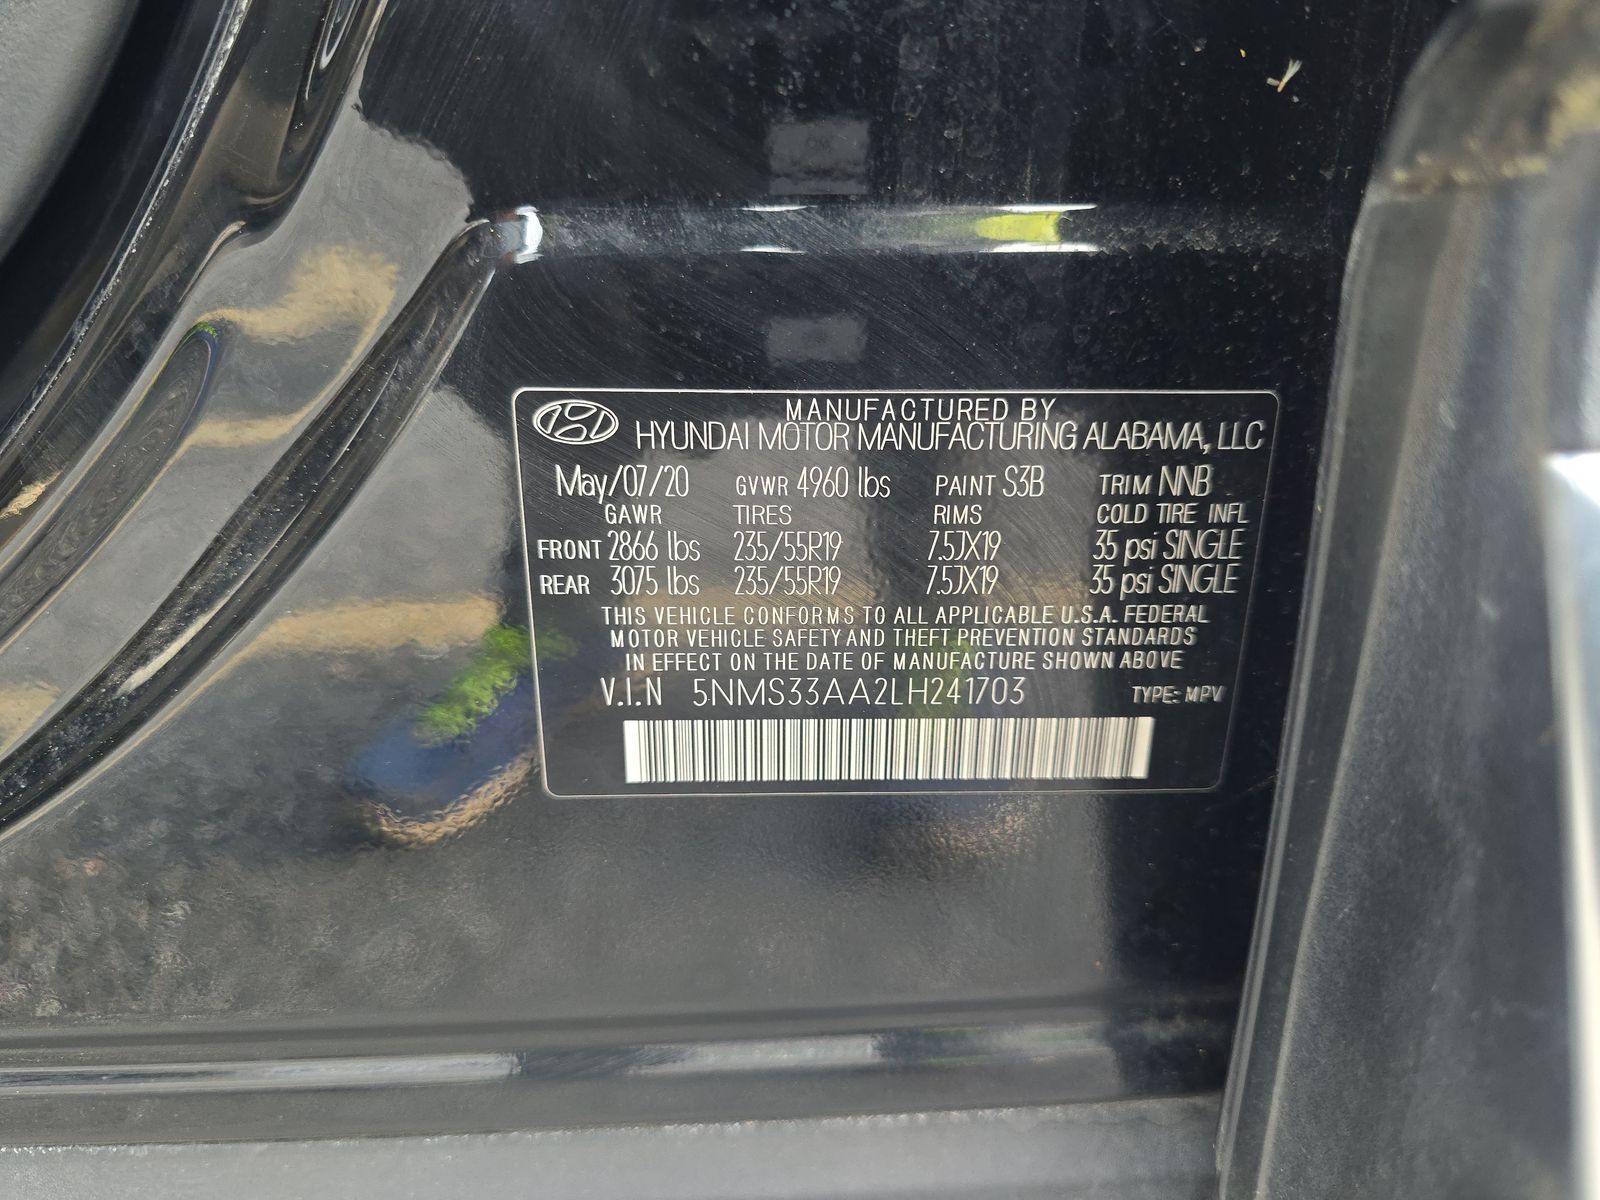 MANUFACTURED BY
HYUNDAI MOTOR MANUFACTURING ALABAMA, LLC
May/07/20 GVWR 4960 lbs PAINT S3B TRIM NNB
GAWR TIRES RIMS COLD TIRE INFL
FRONT 2866 lbs 235/55R19 7.5JX19 35 psi SINGLE
REAR 3075 lbs 235/55R19 7.5JX19 35 psi SINGLE
THIS VEHICLE CONFORMS TO ALL APPLICABLE U.S.A. FEDERAL
MOTOR VEHICLE SAFETY AND THEFT PREVENTION STANDARDS
IN EFFECT ON THE DATE OF MANUFACTURE SHOWN ABOVE
V.I.N 5NMS33AA2LH241703 TYPE: MPV